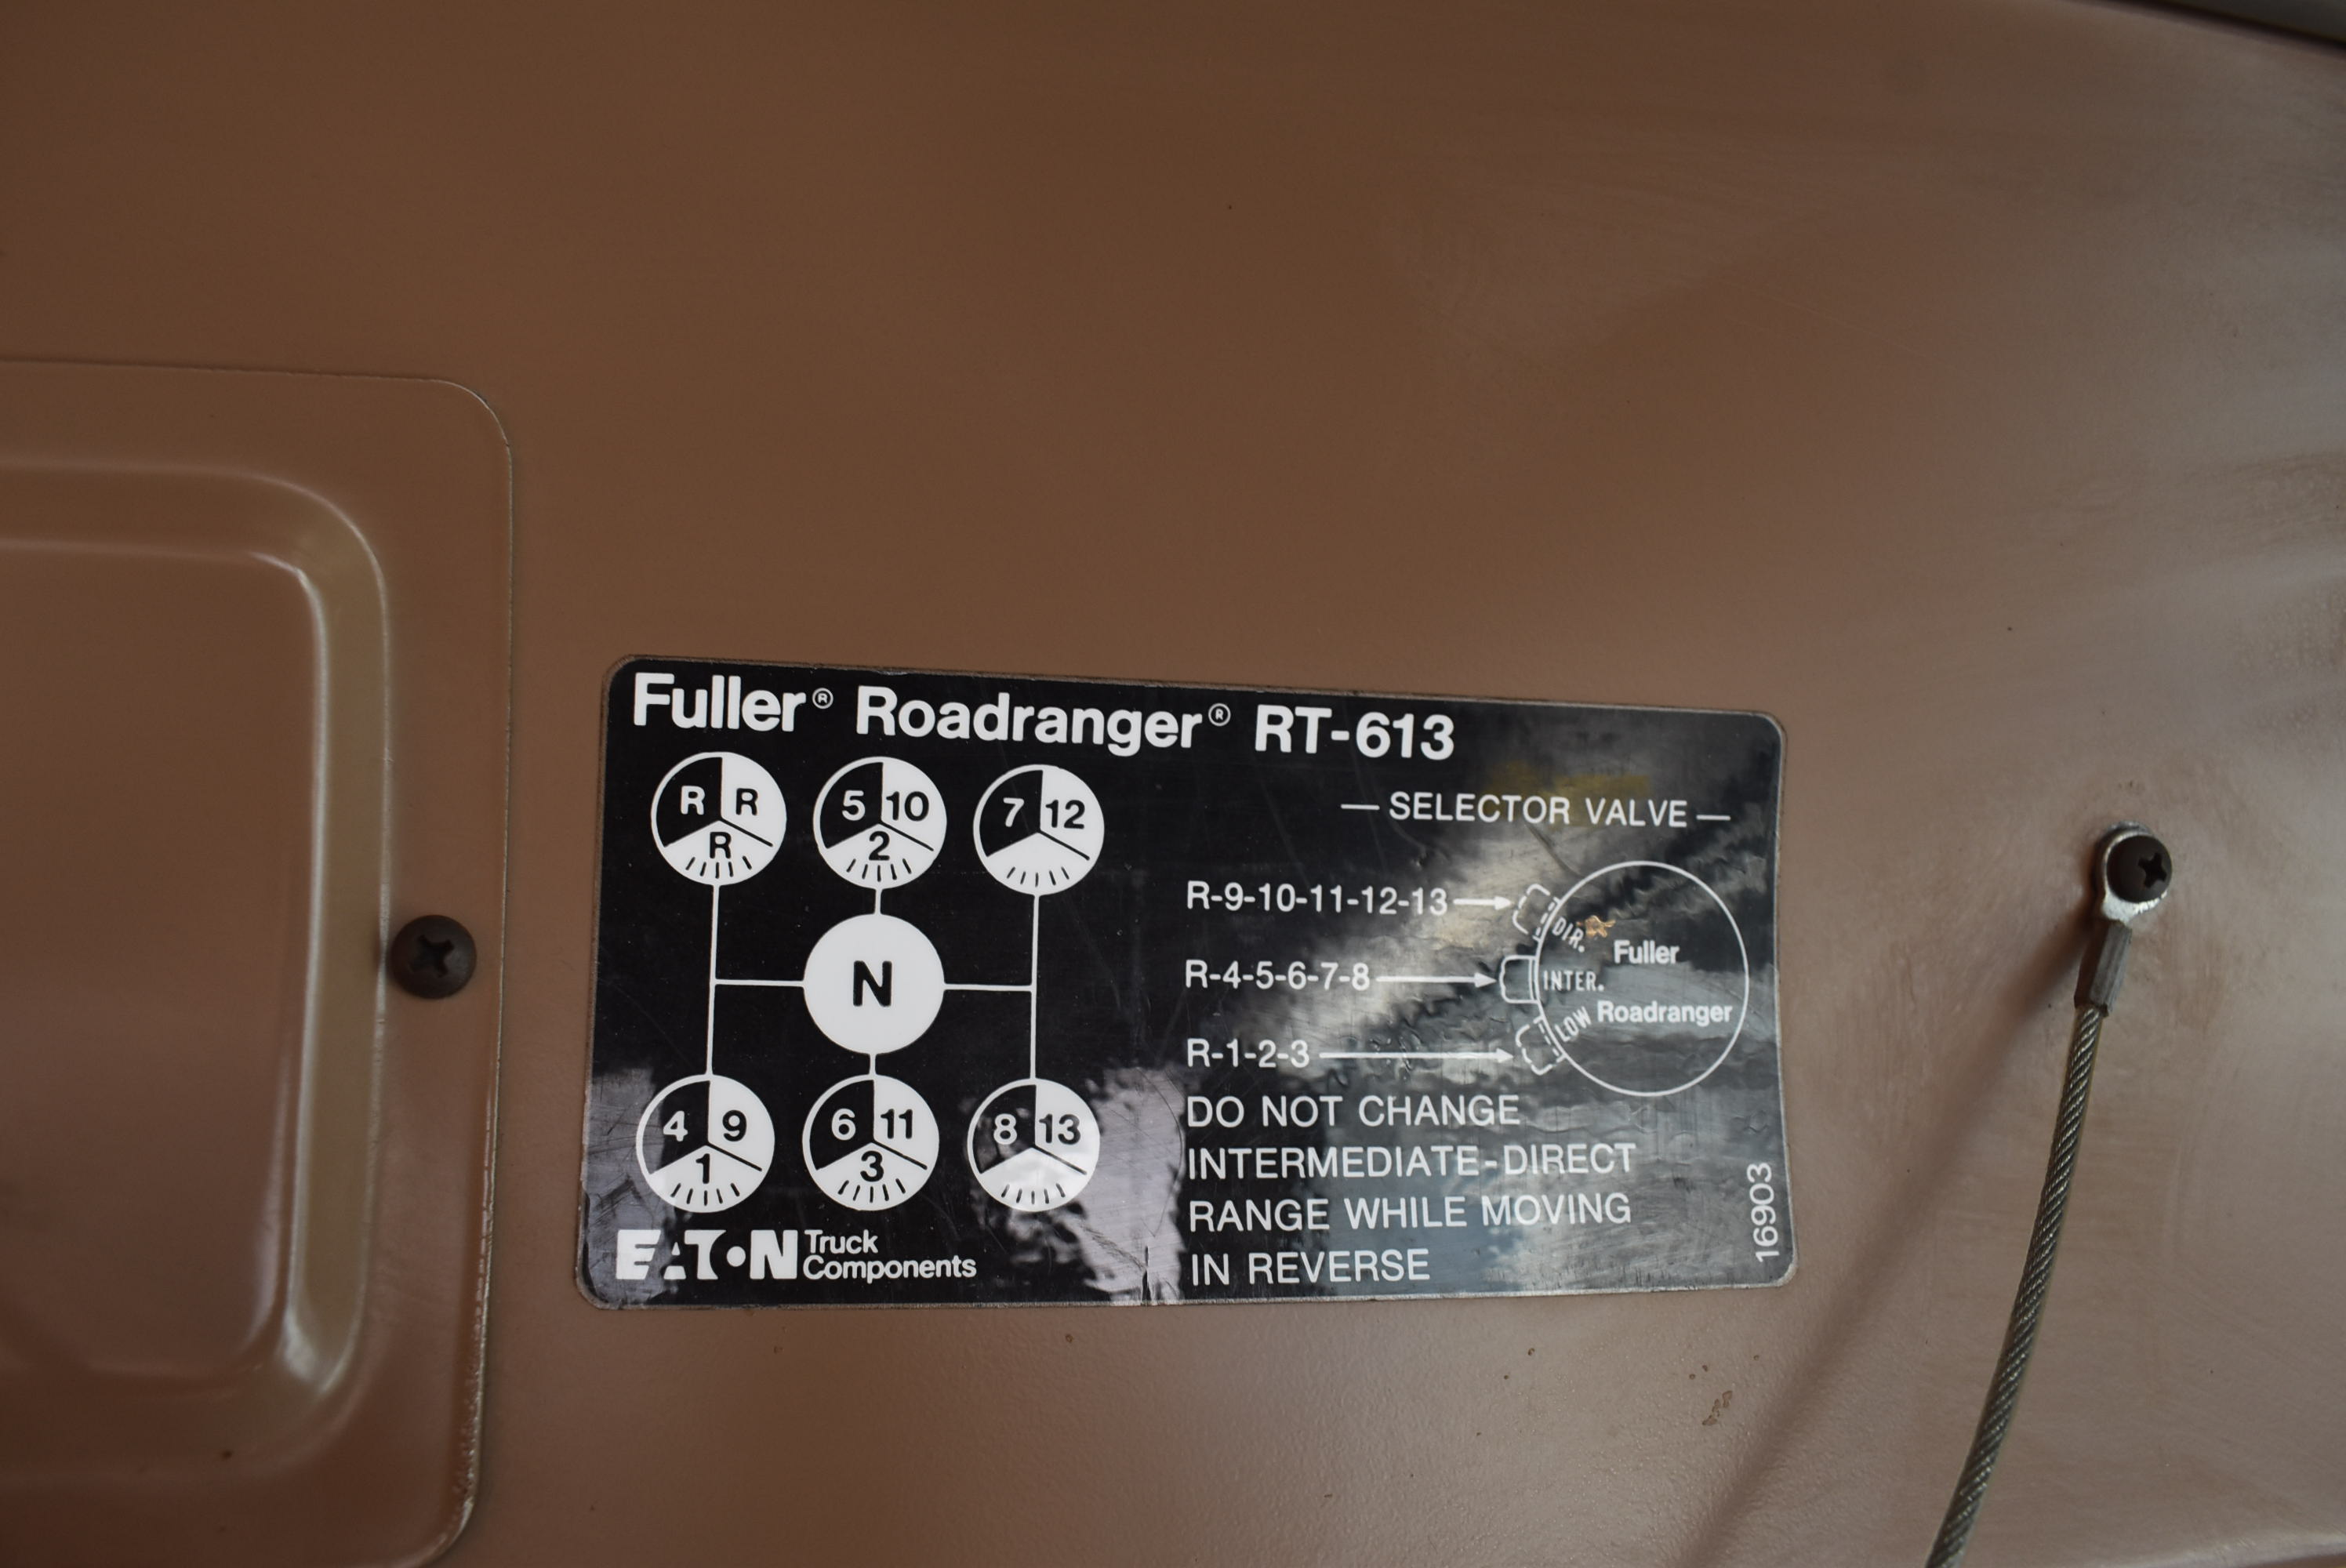 Fuller® Roadranger® RT-613
R R 5 10 7 12
R 2
N
4 9 6 11 8 13
1 3
EATON Truck
Components
— SELECTOR VALVE —
R-9-10-11-12-13
DIR.
R-4-5-6-7-8
INTER.
R-1-2-3
LOW
Fuller
Roadranger
DO NOT CHANGE
INTERMEDIATE-DIRECT
RANGE WHILE MOVING
IN REVERSE
16903